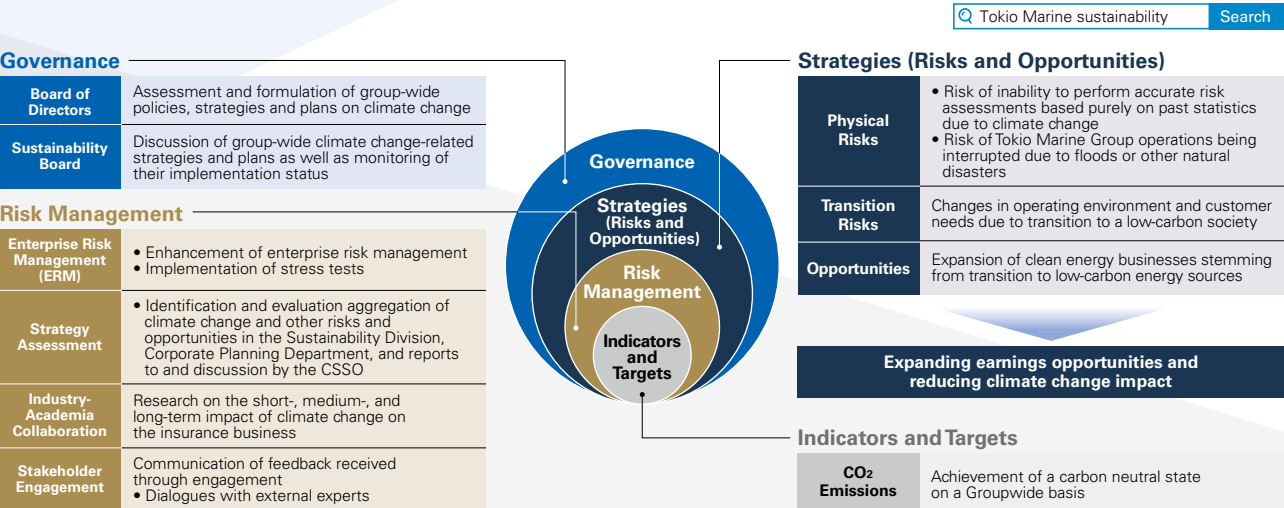 Tokio Marine sustainability
Search
Governance
Board of
Directors
Assessment and formulation of group-wide
policies, strategies and plans on climate change
Sustainability
Board
Discussion of group-wide climate change-related
strategies and plans as well as monitoring of
their implementation status
Risk Management
Enterprise Risk
Management
(ERM)
• Enhancement of enterprise risk management
• Implementation of stress tests
Strategy
Assessment
• Identification and evaluation aggregation of
climate change and other risks and
opportunities in the Sustainability Division,
Corporate Planning Department, and reports
to and discussion by the CSSO
Industry-
Academia
Collaboration
Research on the short-, medium-, and
long-term impact of climate change on
the insurance business
Stakeholder
Engagement
Communication of feedback received
through engagement
• Dialogues with external experts
Governance
Strategies
(Risks and
Opportunities)
Risk
Management
Indicators
and
Targets
Strategies (Risks and Opportunities)
Physical
Risks
• Risk of inability to perform accurate risk
assessments based purely on past statistics
due to climate change
• Risk of Tokio Marine Group operations being
interrupted due to floods or other natural
disasters
Transition
Risks
Changes in operating environment and customer
needs due to transition to a low-carbon society
Opportunities
Expansion of clean energy businesses stemming
from transition to low-carbon energy sources
Expanding earnings opportunities and
reducing climate change impact
Indicators and Targets
CO2
Emissions
Achievement of a carbon neutral state
on a Groupwide basis